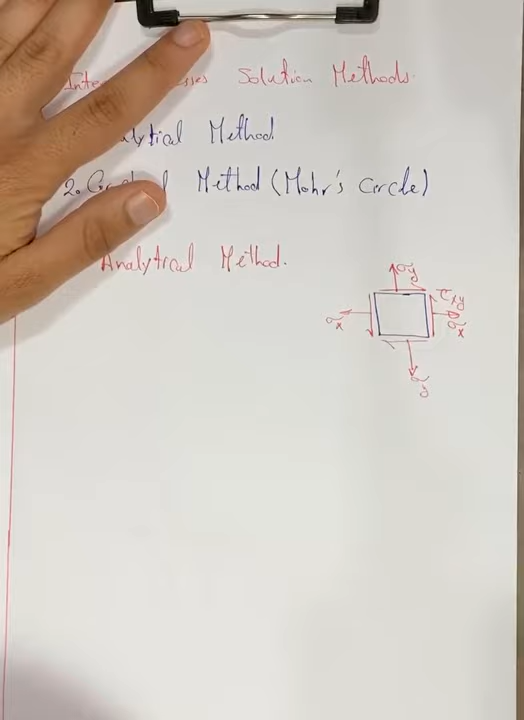 Solution Methods.
Method
2. Method (Mohr's Circle)
Analytical Method.
σy
τxy
σx
σx
σy